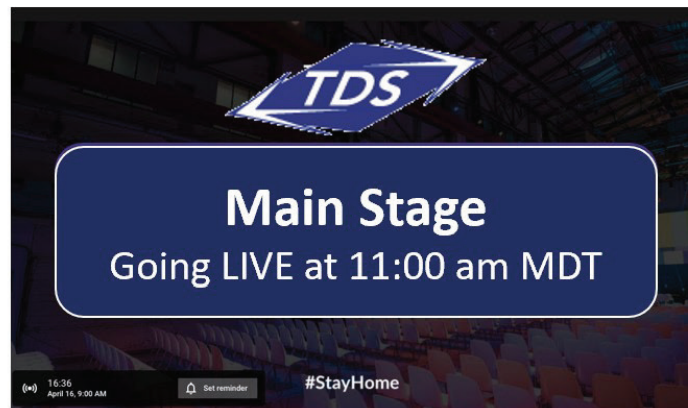 TDS
Main Stage
Going LIVE at 11:00 am MDT
16:36
April 16, 9:00 AM
Set reminder
#StayHome